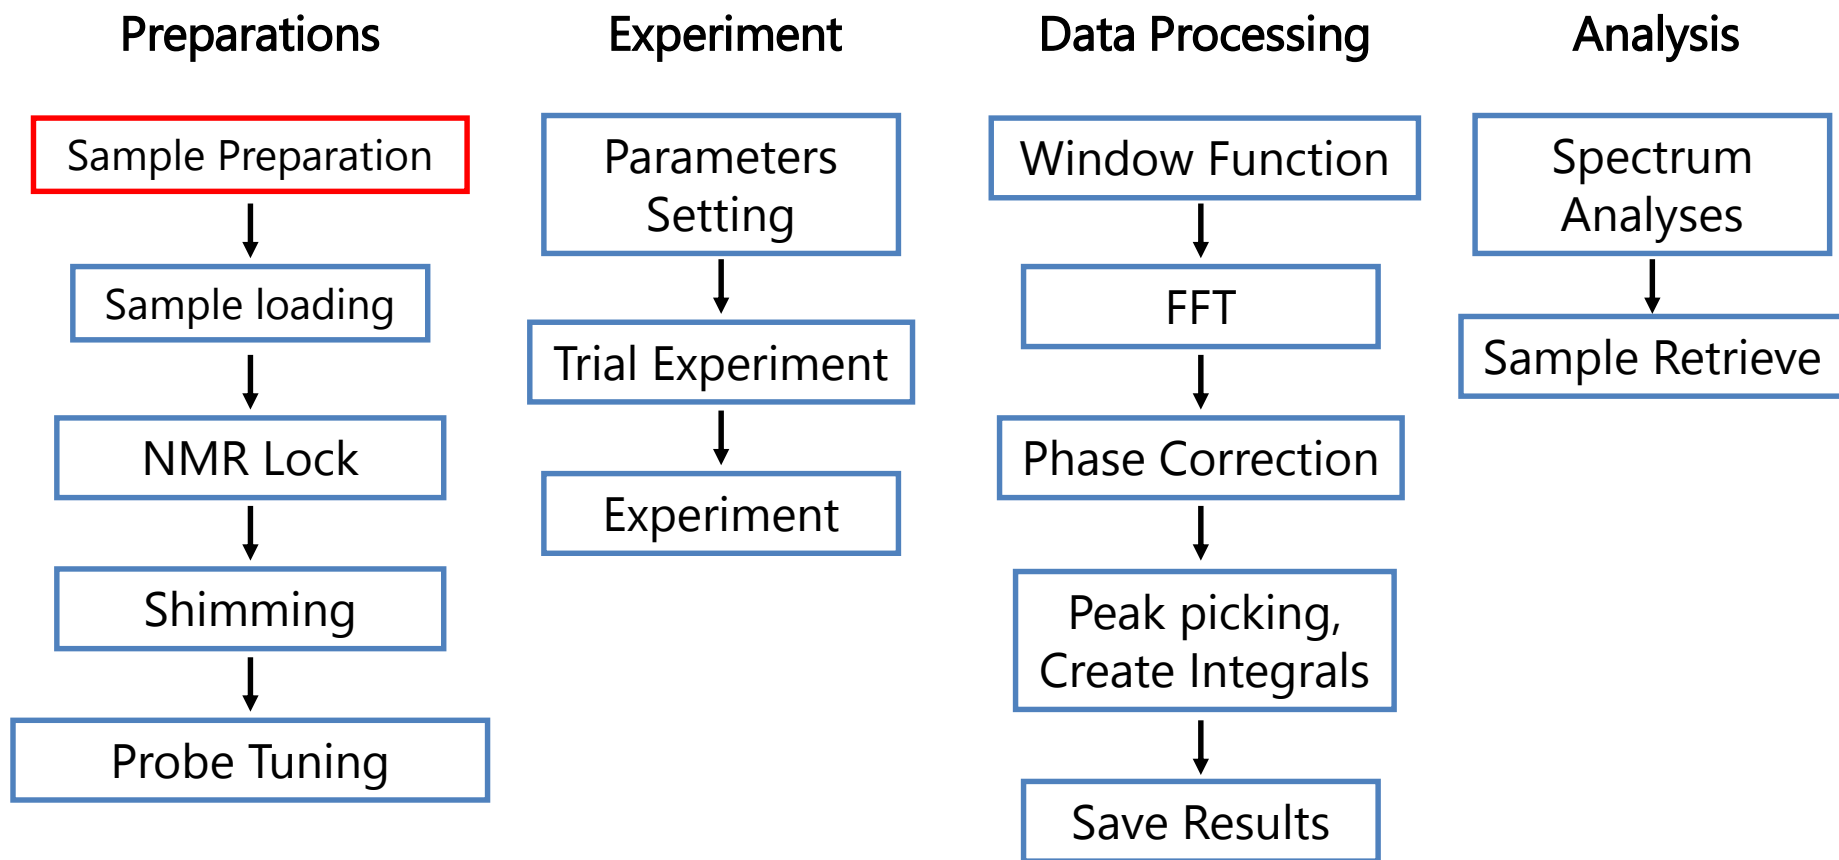 Preparations
Sample Preparation
Sample loading
NMR Lock
Shimming
Probe Tuning
Experiment
Parameters
Setting
Trial Experiment
Experiment
Data Processing
Window Function
FFT
Phase Correction
Peak picking,
Create Integrals
Save Results
Analysis
Spectrum
Analyses
Sample Retrieve